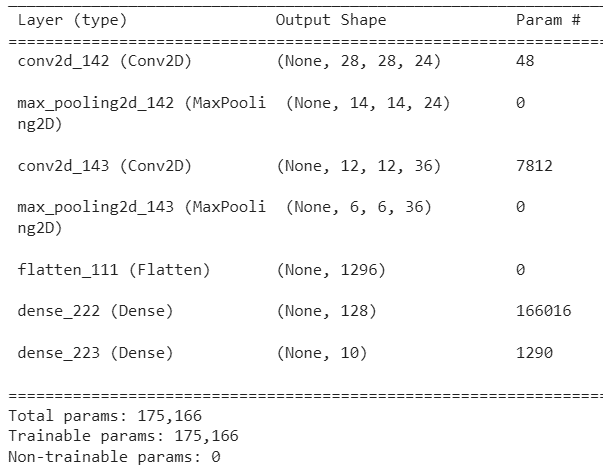 Layer (type) Output Shape Param #
================================================================
conv2d_142 (Conv2D) (None, 28, 28, 24) 48
max_pooling2d_142 (MaxPooli (None, 14, 14, 24) 0
ng2D)
conv2d_143 (Conv2D) (None, 12, 12, 36) 7812
max_pooling2d_143 (MaxPooli (None, 6, 6, 36) 0
ng2D)
flatten_111 (Flatten) (None, 1296) 0
dense_222 (Dense) (None, 128) 166016
dense_223 (Dense) (None, 10) 1290
================================================================
Total params: 175,166
Trainable params: 175,166
Non-trainable params: 0